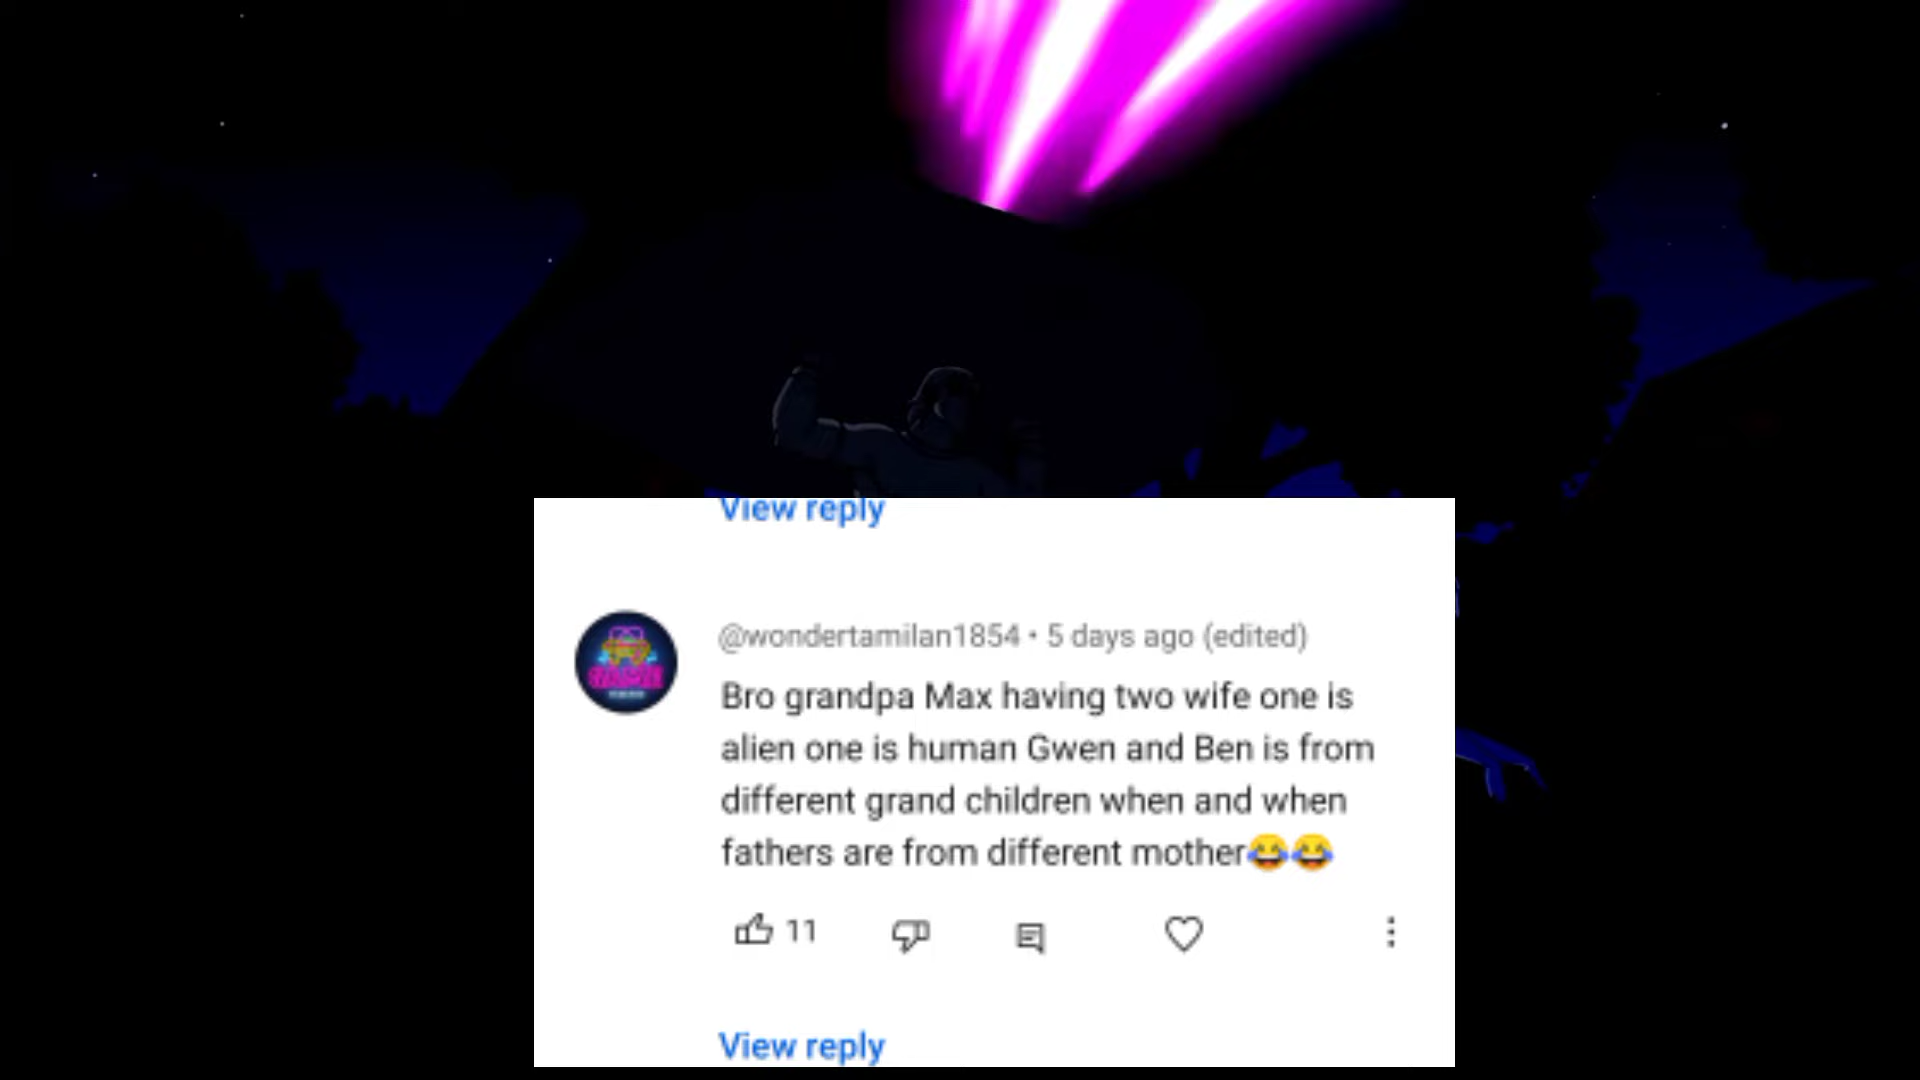 View reply
@wondertamilan1854 • 5 days ago (edited)
Bro grandpa Max having two wife one is
alien one is human Gwen and Ben is from
different grand children when and when
fathers are from different mother😂😂
11
View reply